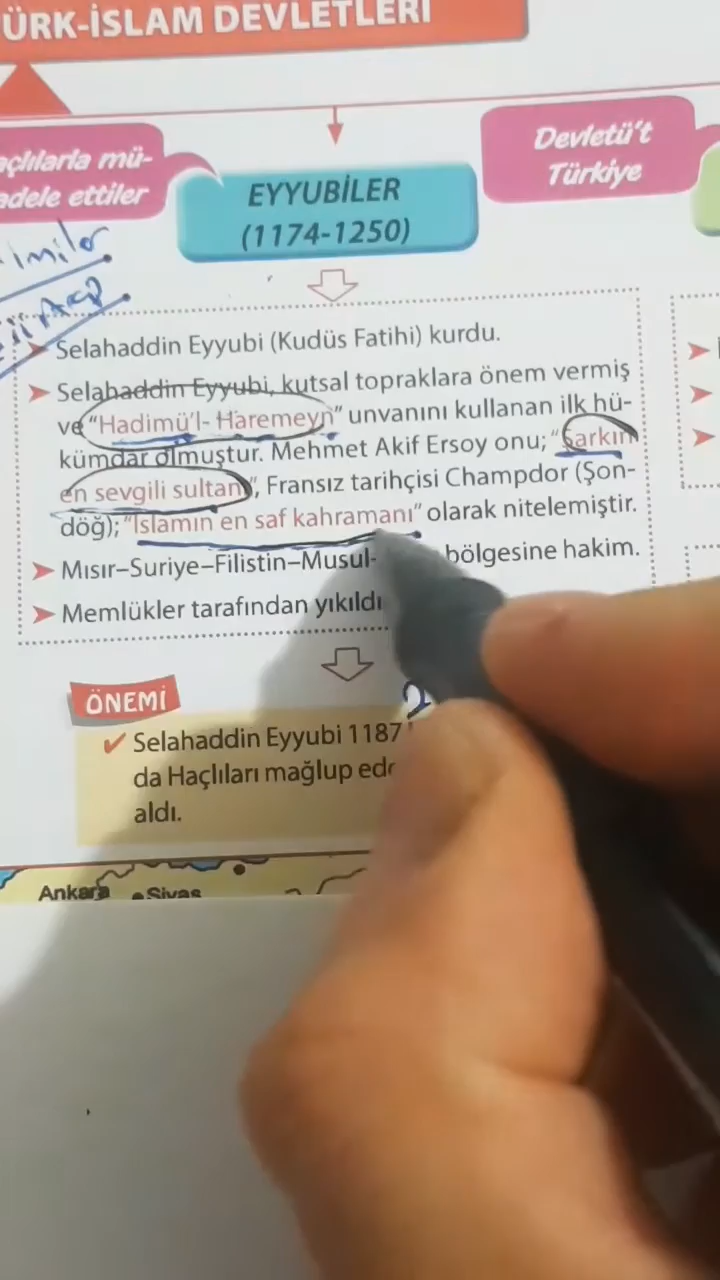 ÜRK-İSLAM DEVLETLERİ
açlılarla mü-
adele ettiler
EYYUBİLER
(1174-1250)
Devletü't
Türkiye
➤ Selahaddin Eyyubi (Kudüs Fatihi) kurdu.
➤ Selahaddin Eyyubi, kutsal topraklara önem vermiş
ve "Hadimü'l- Haremeyn" unvanını kullanan ilk hü-
kümdar olmuştur. Mehmet Akif Ersoy onu; "Şarkın
en sevgili sultanı", Fransız tarihçisi Champdor (Şon-
döğ); "İslamın en saf kahramanı" olarak nitelemiştir.
➤ Mısır–Suriye–Filistin–Musul- bölgesine hakim.
➤ Memlükler tarafından yıkıldı
ÖNEMİ
✔ Selahaddin Eyyubi 1187
da Haçlıları mağlup ede
aldı.
Ankara
Sivas